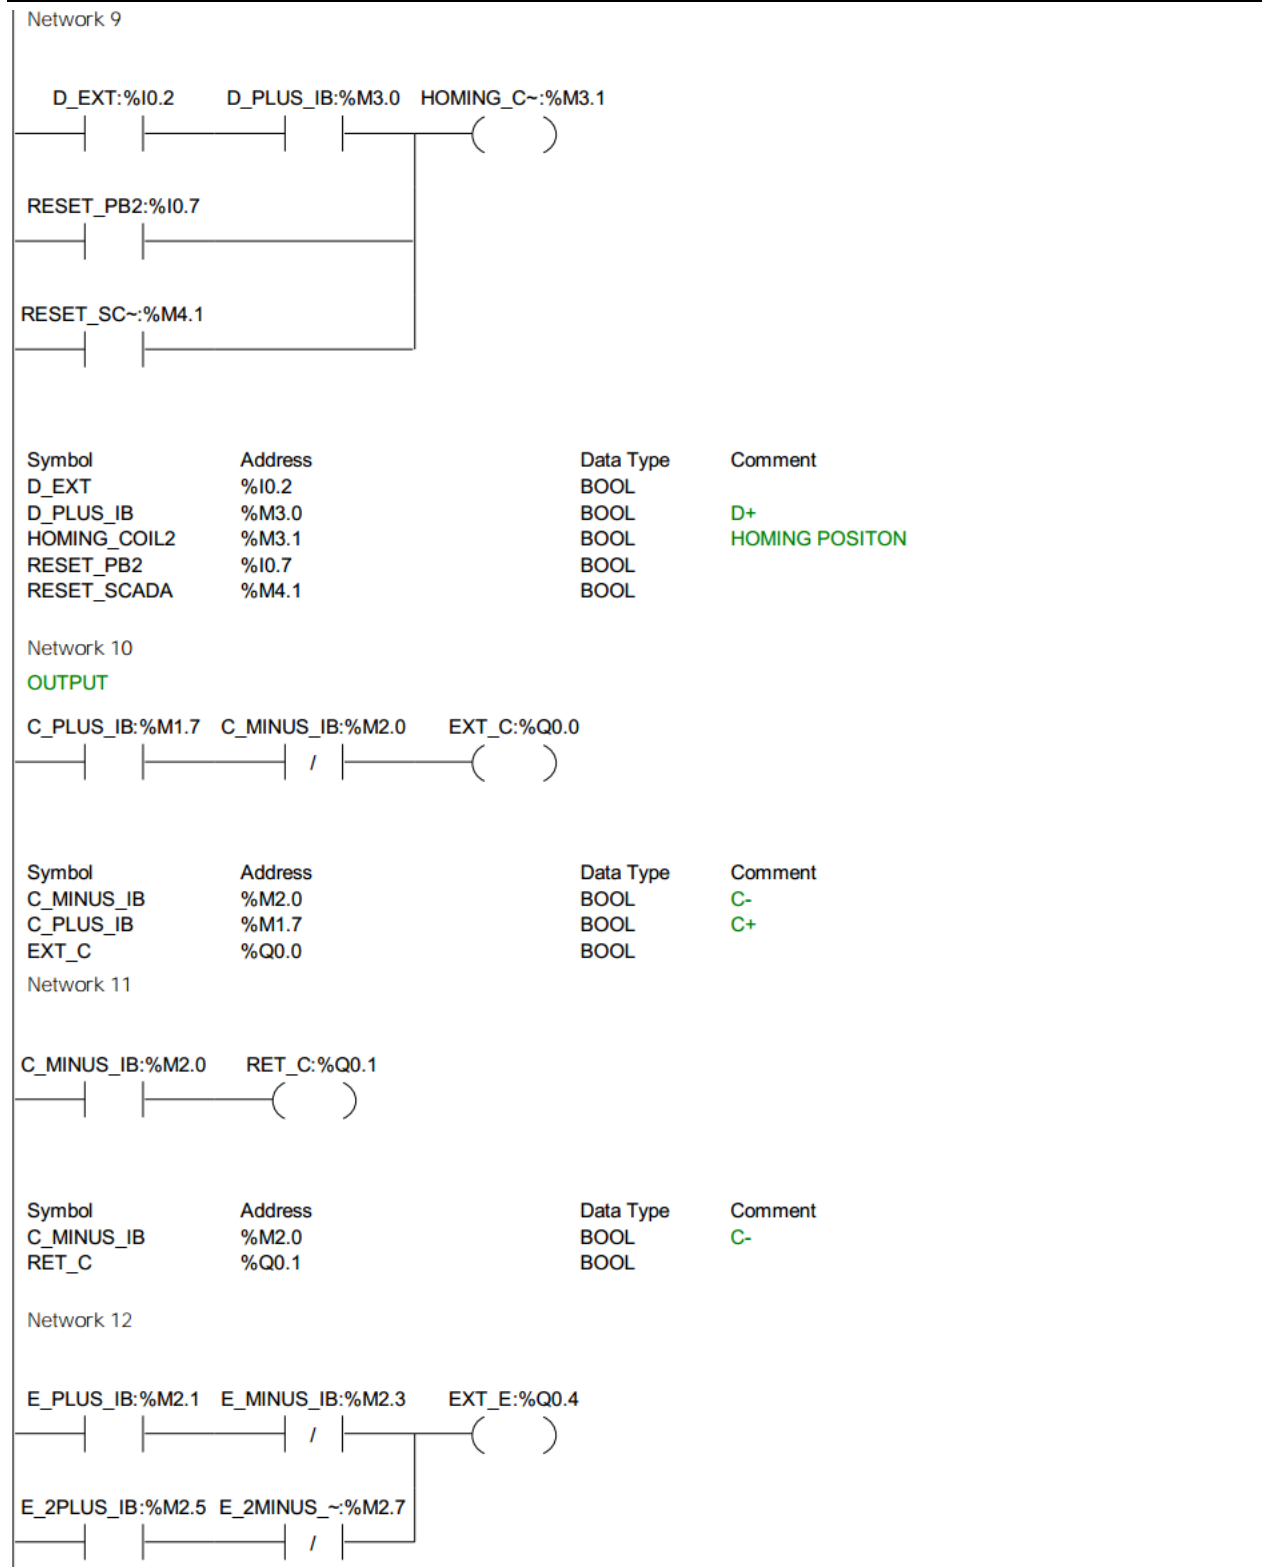 Network 9
D_EXT:%I0.2 D_PLUS_IB:%M3.0 HOMING_C~:%M3.1
RESET_PB2:%I0.7
RESET_SC~:%M4.1
Symbol Address Data Type Comment
D_EXT %I0.2 BOOL
D_PLUS_IB %M3.0 BOOL D+
HOMING_COIL2 %M3.1 BOOL HOMING POSITON
RESET_PB2 %I0.7 BOOL
RESET_SCADA %M4.1 BOOL
Network 10
OUTPUT
C_PLUS_IB:%M1.7 C_MINUS_IB:%M2.0 EXT_C:%Q0.0
/
Symbol Address Data Type Comment
C_MINUS_IB %M2.0 BOOL C-
C_PLUS_IB %M1.7 BOOL C+
EXT_C %Q0.0 BOOL
Network 11
C_MINUS_IB:%M2.0 RET_C:%Q0.1
Symbol Address Data Type Comment
C_MINUS_IB %M2.0 BOOL C-
RET_C %Q0.1 BOOL
Network 12
E_PLUS_IB:%M2.1 E_MINUS_IB:%M2.3 EXT_E:%Q0.4
/
E_2PLUS_IB:%M2.5 E_2MINUS_~:%M2.7
/